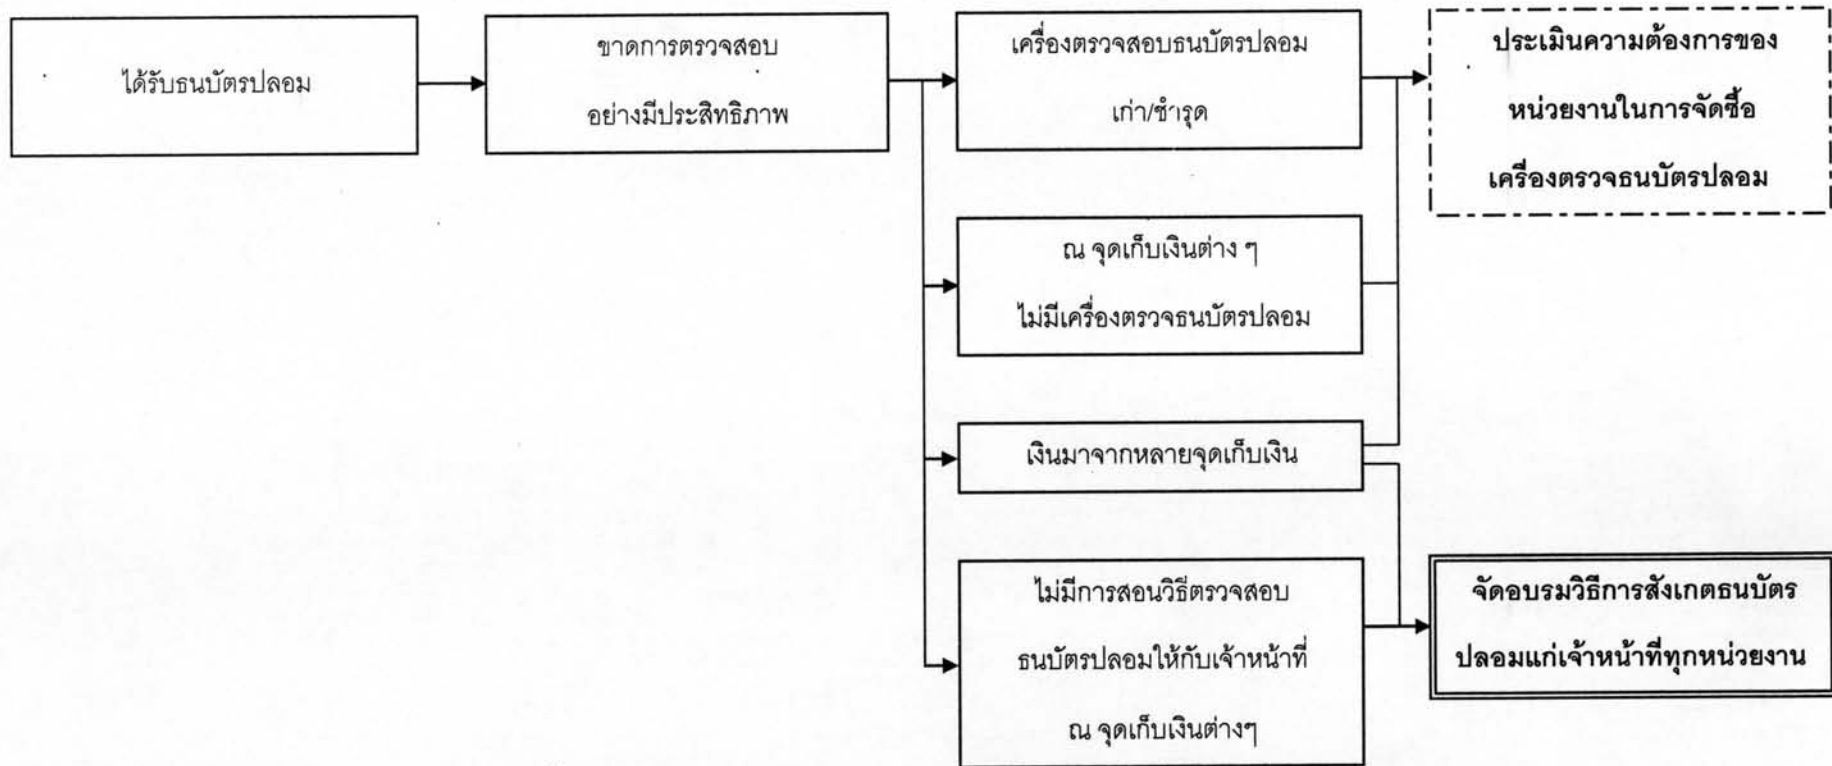 ได้รับธนบัตรปลอม
ขาดการตรวจสอบ
อย่างมีประสิทธิภาพ
เครื่องตรวจสอบธนบัตรปลอม
เก่า/ชำรุด
ประเมินความต้องการของ
หน่วยงานในการจัดซื้อ
เครื่องตรวจธนบัตรปลอม
ณ จุดเก็บเงินต่าง ๆ
ไม่มีเครื่องตรวจธนบัตรปลอม
เงินมาจากหลายจุดเก็บเงิน
ไม่มีการสอนวิธีตรวจสอบ
ธนบัตรปลอมให้กับเจ้าหน้าที่
ณ จุดเก็บเงินต่างๆ
จัดอบรมวิธีการสังเกตธนบัตร
ปลอมแก่เจ้าหน้าที่ทุกหน่วยงาน